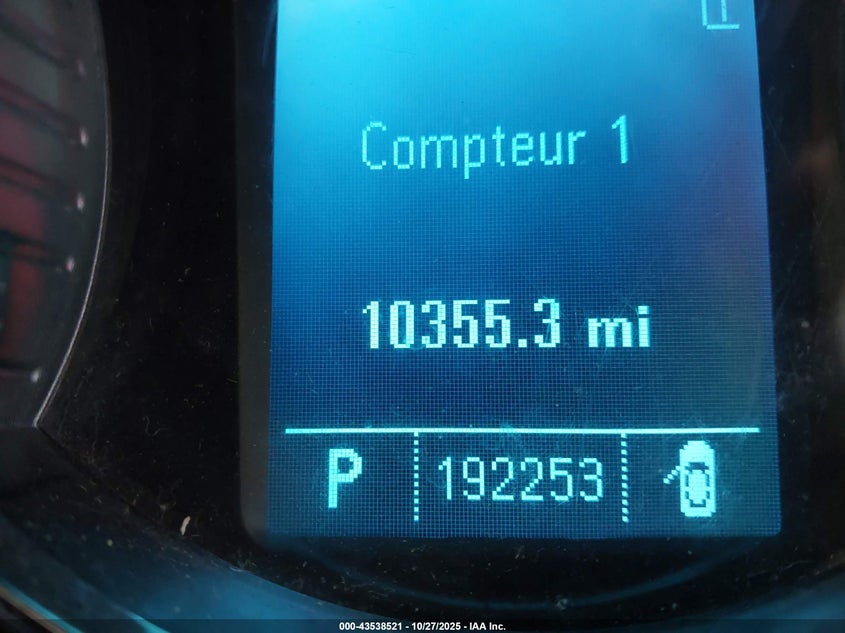 Compteur 1
10355.3 mi
P 192253
000-43538521 - 10/27/2025 - IAA Inc.